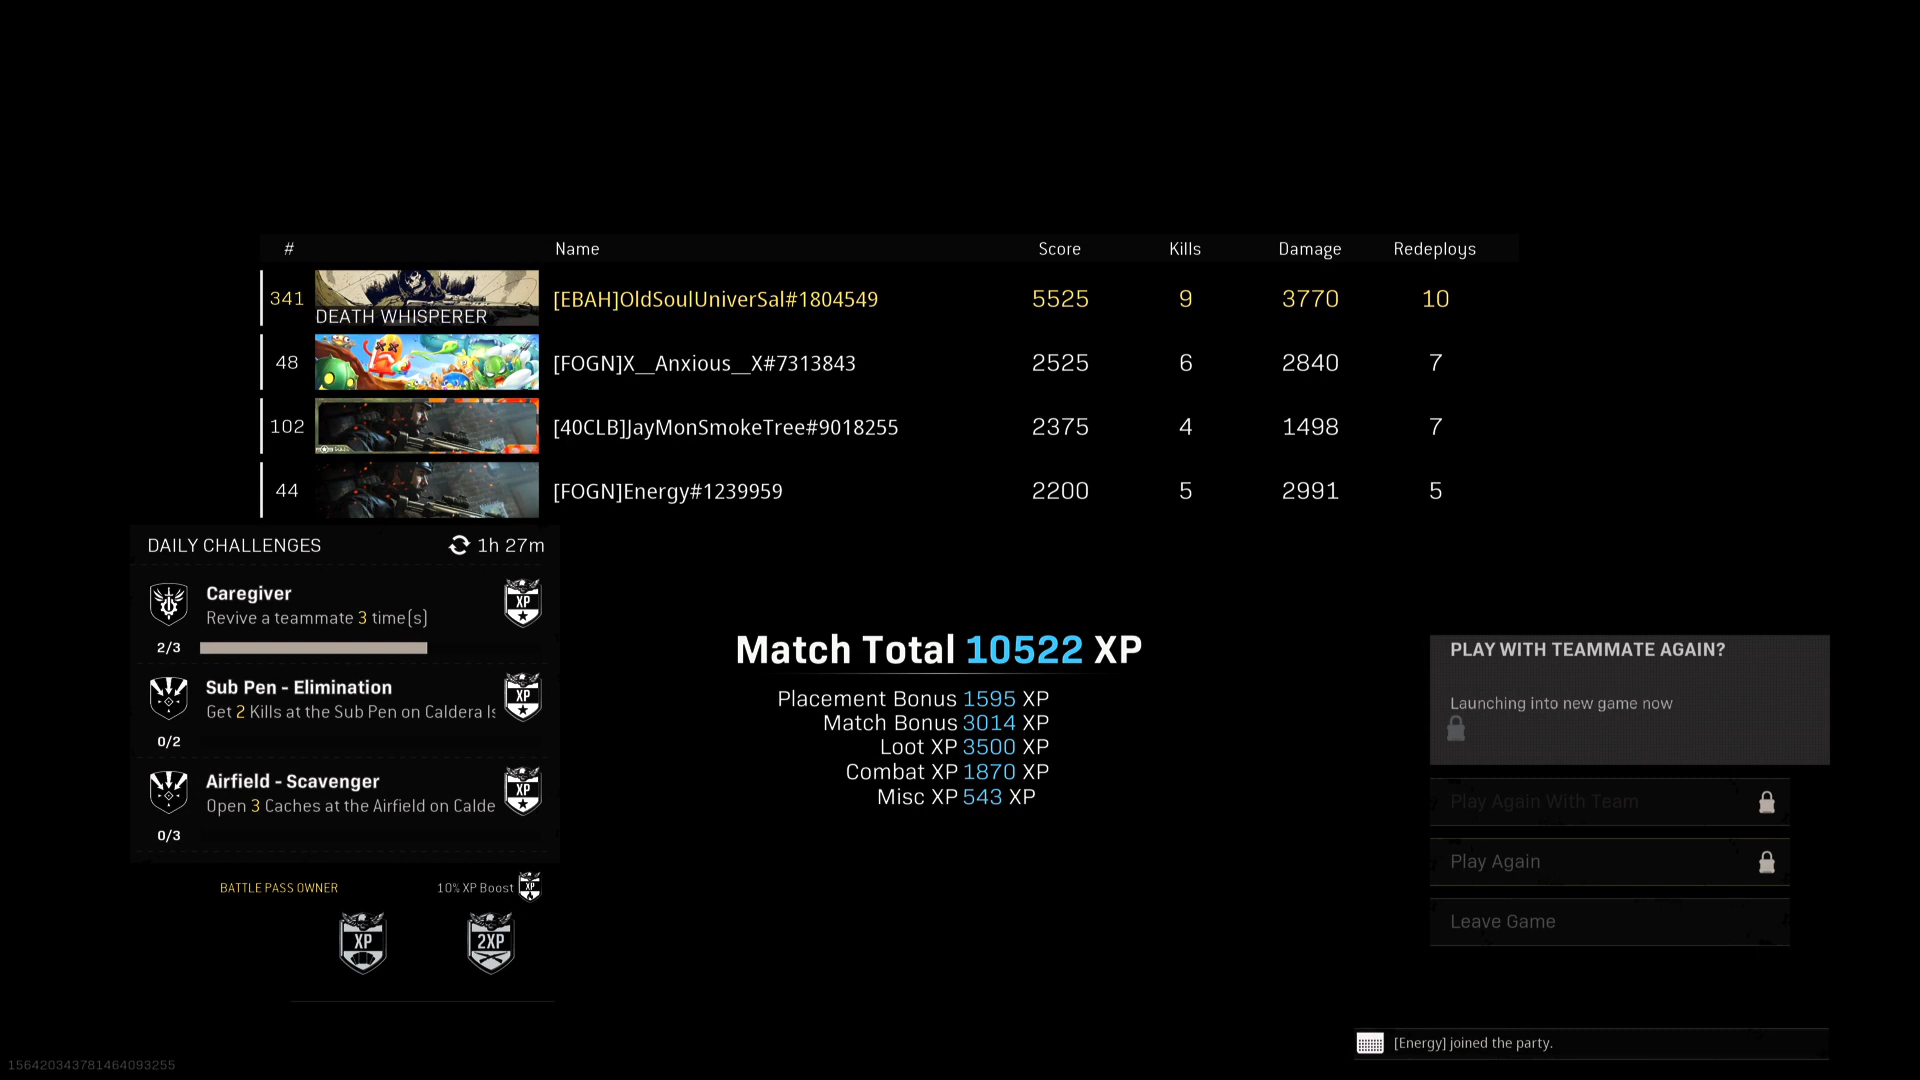 # Name Score Kills Damage Redeploys
341 DEATH WHISPERER [EBAH]OldSoulUniverSal#1804549 5525 9 3770 10
48 [FOGN]X__Anxious__X#7313843 2525 6 2840 7
102 [40CLB]JayMonSmokeTree#9018255 2375 4 1498 7
44 [FOGN]Energy#1239959 2200 5 2991 5
DAILY CHALLENGES 1h 27m
Caregiver
XP
Revive a teammate 3 time(s)
2/3
Sub Pen - Elimination
XP
Get 2 Kills at the Sub Pen on Caldera Is
0/2
Airfield - Scavenger
XP
Open 3 Caches at the Airfield on Calde
0/3
BATTLE PASS OWNER 10% XP Boost XP
XP 2XP
Match Total 10522 XP
Placement Bonus 1595 XP
Match Bonus 3014 XP
Loot XP 3500 XP
Combat XP 1870 XP
Misc XP 543 XP
PLAY WITH TEAMMATE AGAIN?
Launching into new game now
Play Again With Team
Play Again
Leave Game
[Energy] joined the party.
156420343781464093255